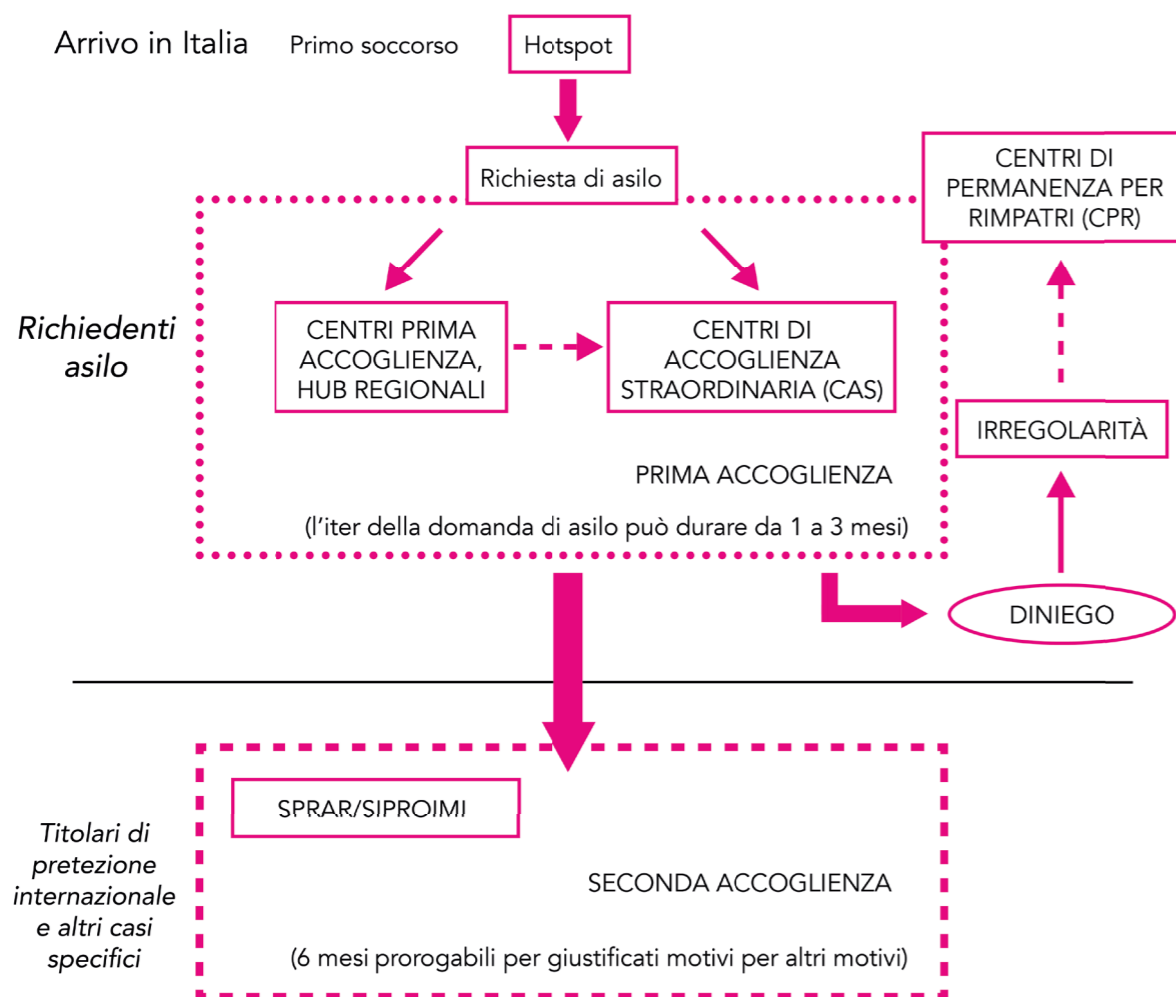 Arrivo in Italia
Primo soccorso
Hotspot
Richiesta di asilo
CENTRI DI
PERMANENZA PER
RIMPATRI (CPR)
Richiedenti
asilo
CENTRI PRIMA
ACCOGLIENZA,
HUB REGIONALI
CENTRI DI
ACCOGLIENZA
STRAORDINARIA (CAS)
IRREGOLARITÀ
PRIMA ACCOGLIENZA
(l'iter della domanda di asilo può durare da 1 a 3 mesi)
DINIEGO
SPRAR/SIPROIMI
Titolari di
pretezione
internazionale
e altri casi
specifici
SECONDA ACCOGLIENZA
(6 mesi prorogabili per giustificati motivi per altri motivi)